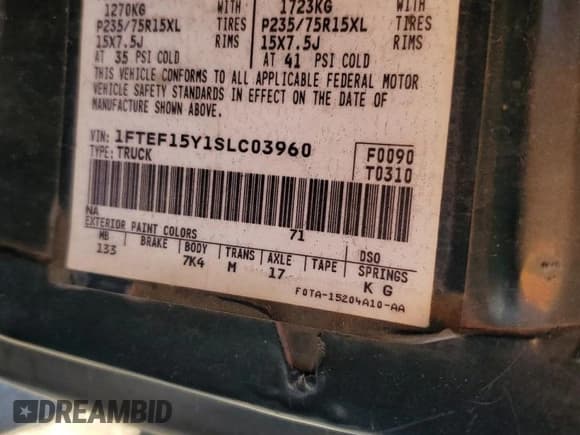 1270KG WITH 1723KG WITH
P235/75R15XL TIRES P235/75R15XL TIRES
15X7.5J RIMS 15X7.5J RIMS
AT 35 PSI COLD AT 41 PSI COLD
THIS VEHICLE CONFORMS TO ALL APPLICABLE FEDERAL MOTOR
VEHICLE SAFETY STANDARDS IN EFFECT ON THE DATE OF
MANUFACTURE SHOWN ABOVE.
VIN: 1FTEF15Y1SLC03960
TYPE: TRUCK
F0090
T0310
NA 71
EXTERIOR PAINT COLORS DSO
WB BRAKE BODY TRANS AXLE TAPE SPRINGS
133 7K4 M 17 K G
F0TA-15204A10-AA
DREAMBID